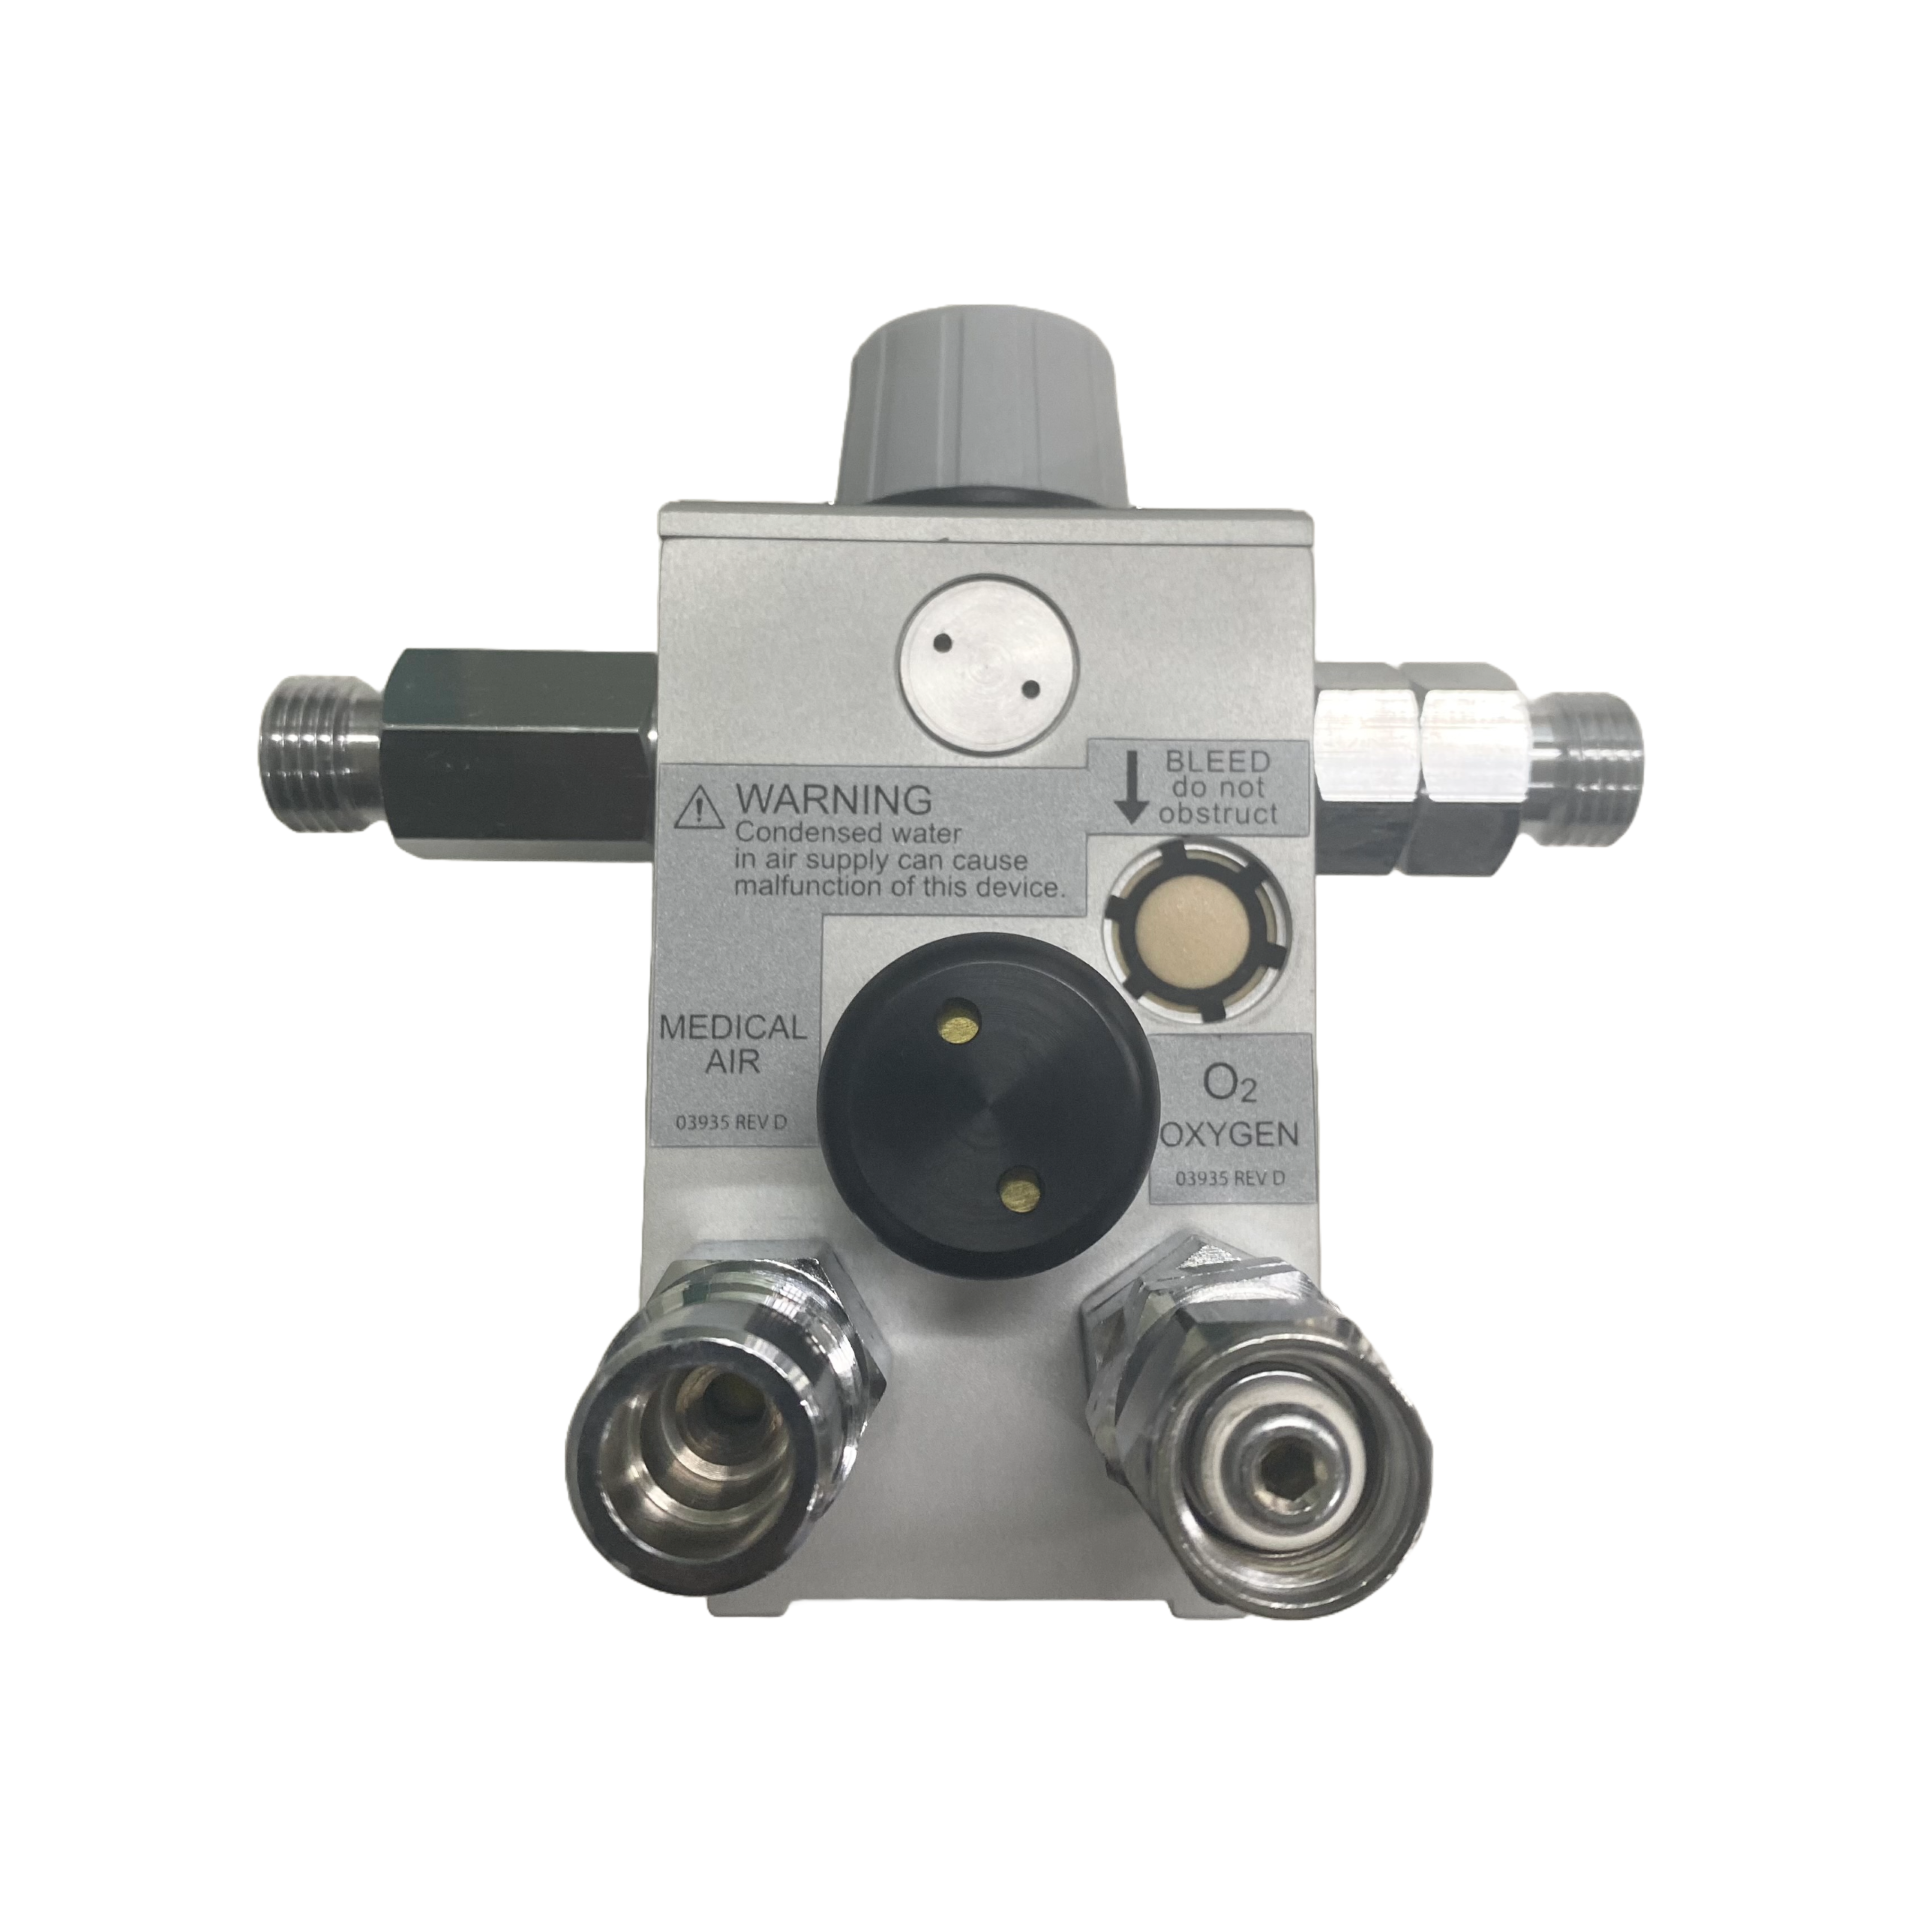 BLEED
do not
obstruct
WARNING
Condensed water
in air supply can cause
malfunction of this device.
MEDICAL
AIR
03935 REV D
O₂
OXYGEN
03935 REV D